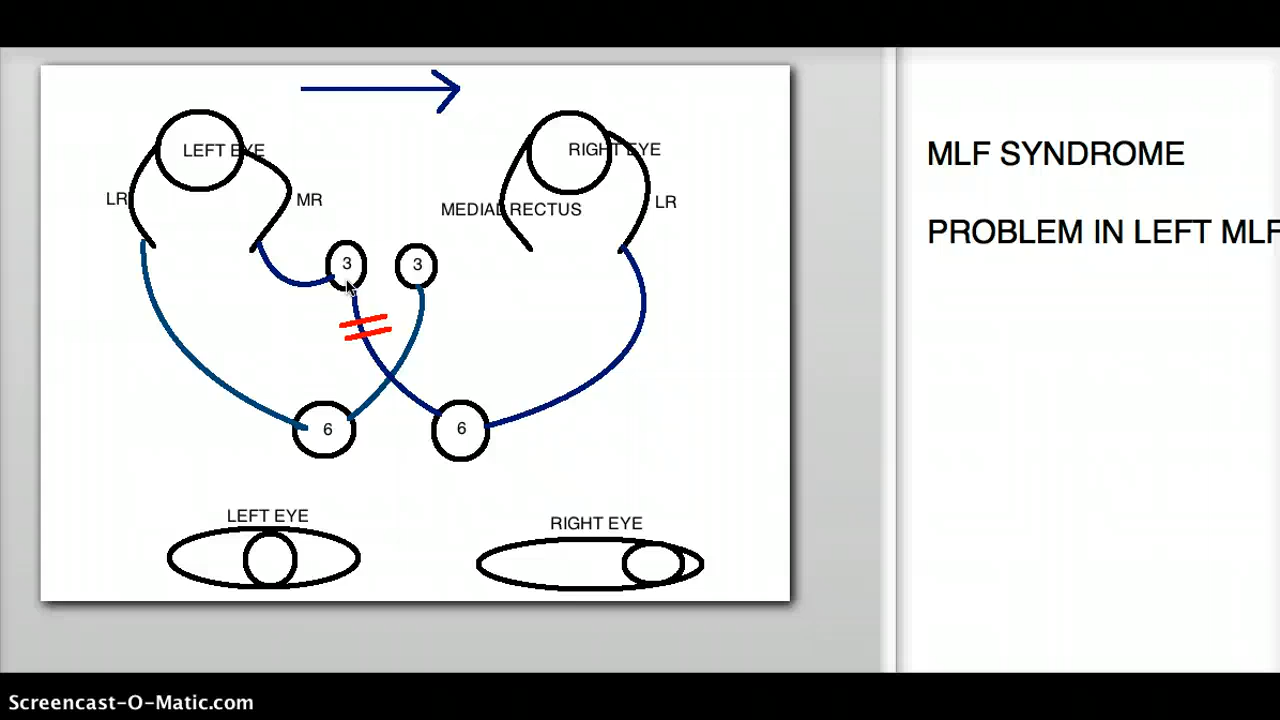 MLF SYNDROME
LEFT EYE
RIGHT EYE
LR
MR
MEDIAL RECTUS
LR
PROBLEM IN LEFT MLF
3
3
6
6
LEFT EYE
RIGHT EYE
Screencast-O-Matic.com